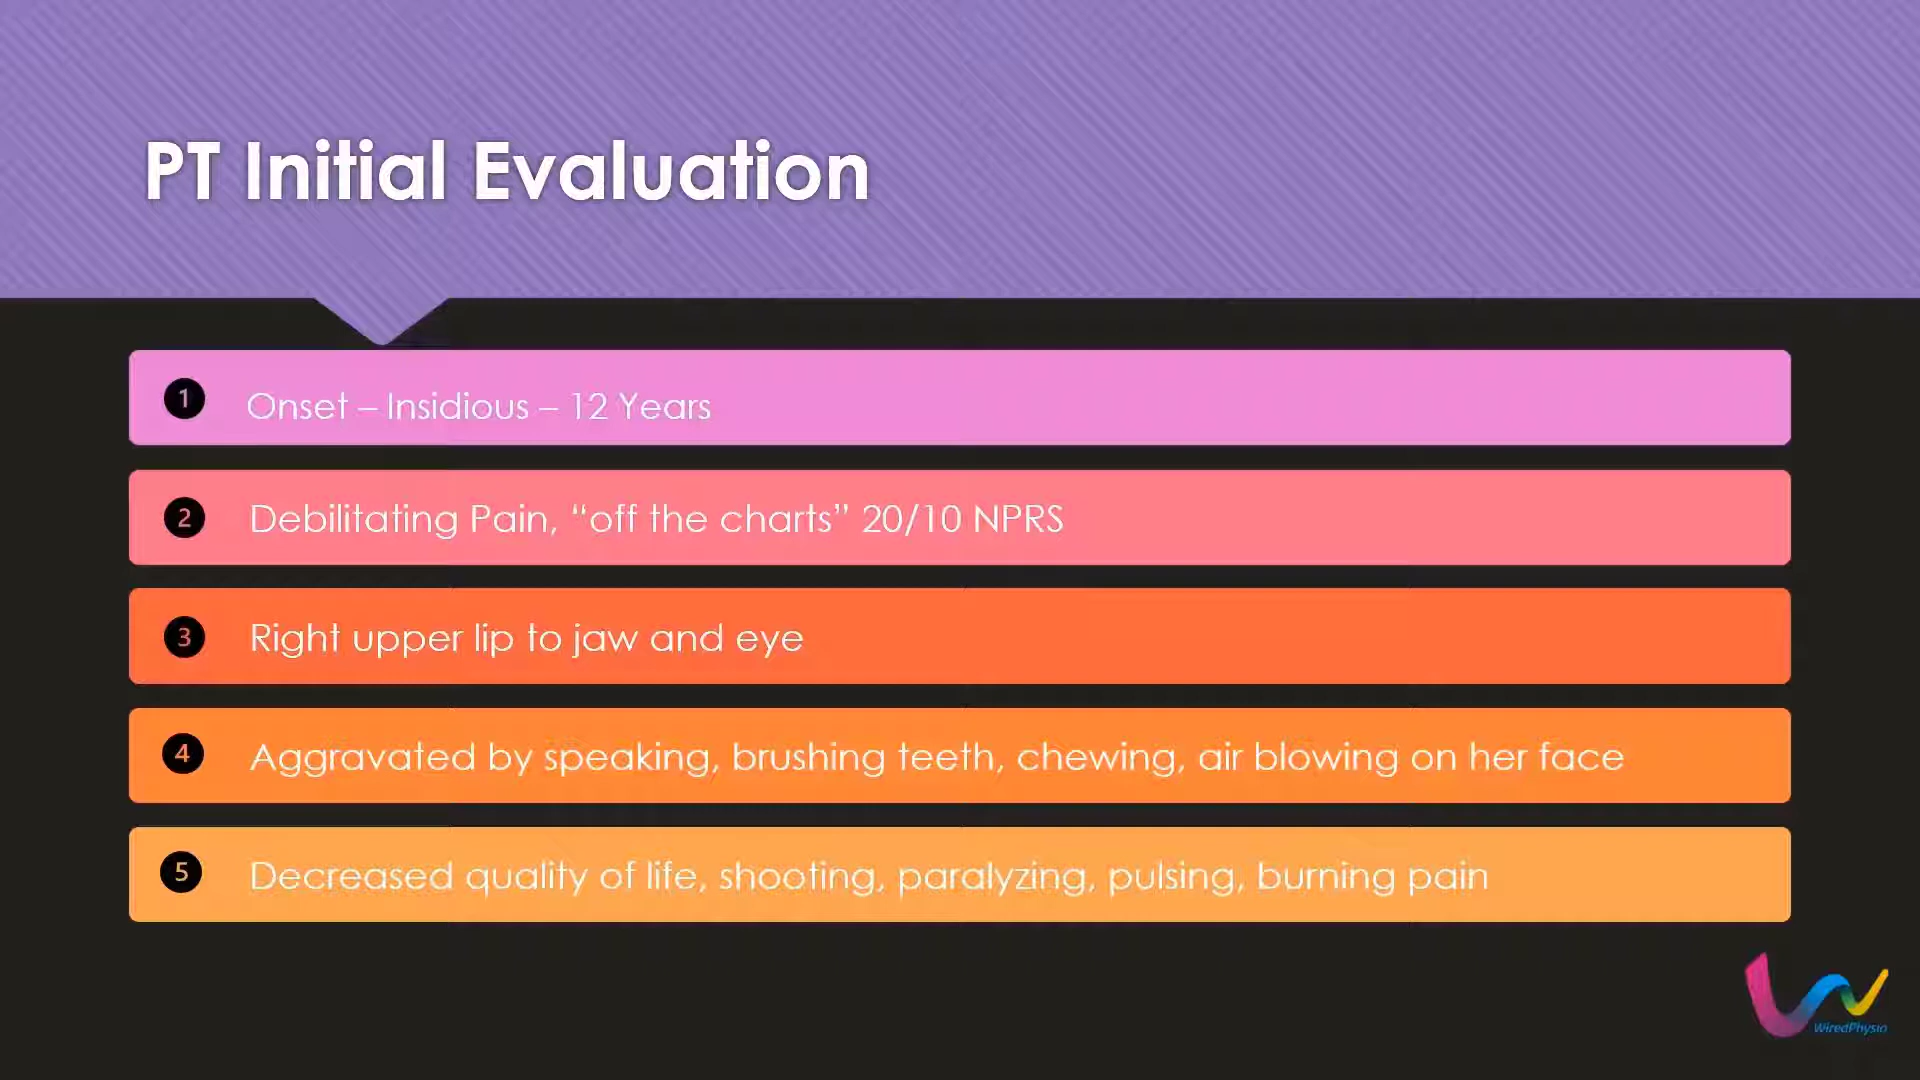 PT Initial Evaluation
1 Onset – Insidious – 12 Years
2 Debilitating Pain, “off the charts” 20/10 NPRS
3 Right upper lip to jaw and eye
4 Aggravated by speaking, brushing teeth, chewing, air blowing on her face
5 Decreased quality of life, shooting, paralyzing, pulsing, burning pain
WiredPhysio